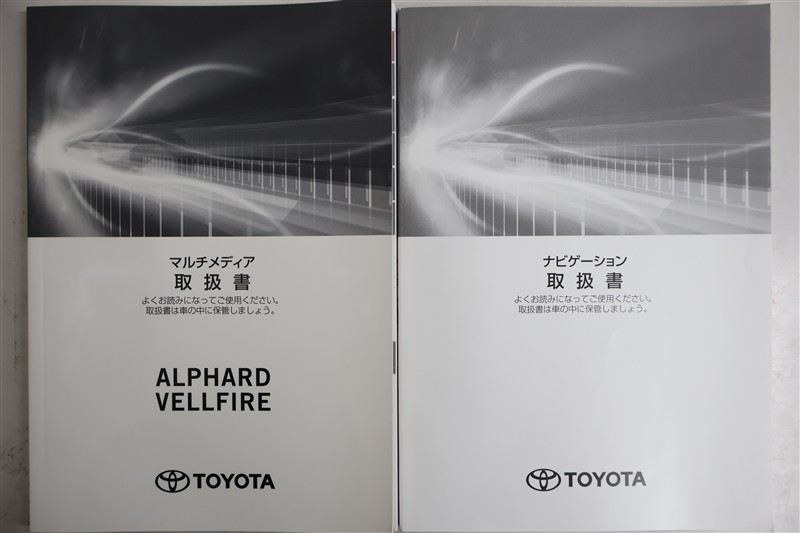 マルチメディア
取扱書
よくお読みになってご使用ください。
取扱書は車の中に保管しましょう。
ALPHARD
VELLFIRE
TOYOTA
ナビゲーション
取扱書
よくお読みになってご使用ください。
取扱書は車の中に保管しましょう。
TOYOTA